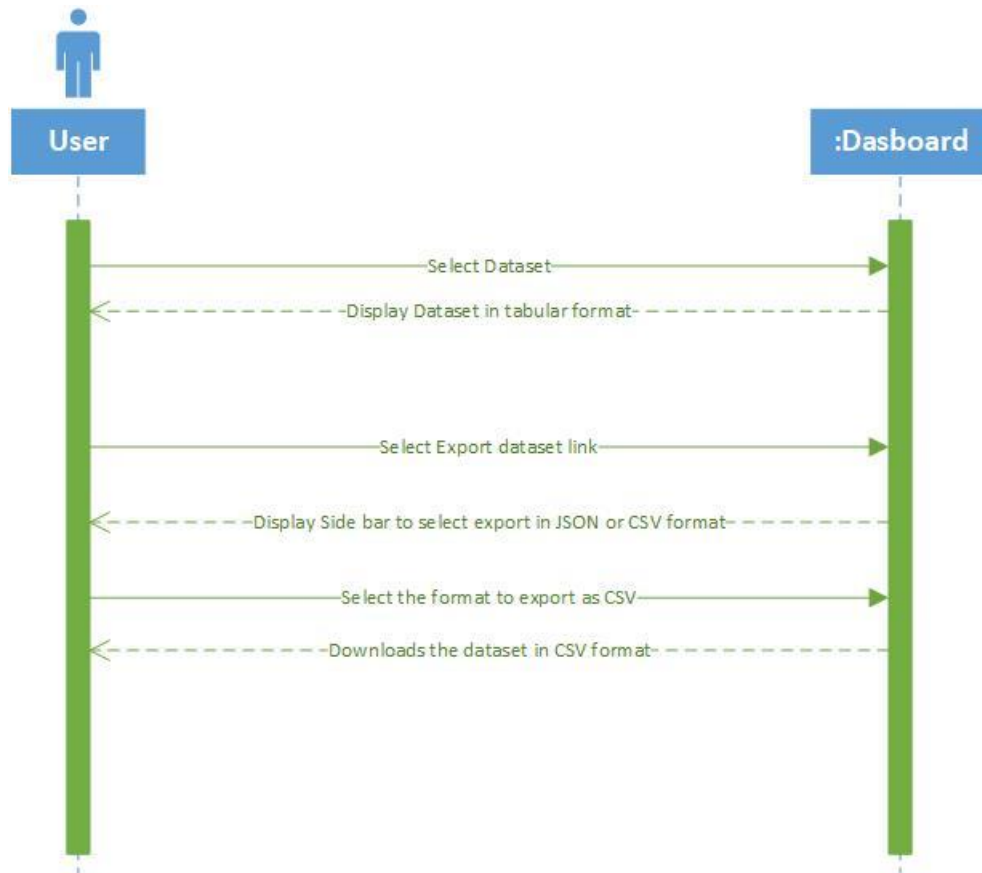 User
:Dasboard
Select Dataset
Display Dataset in tabular format
Select Export dataset link
Display Side bar to select export in JSON or CSV format
Select the format to export as CSV
Downloads the dataset in CSV format